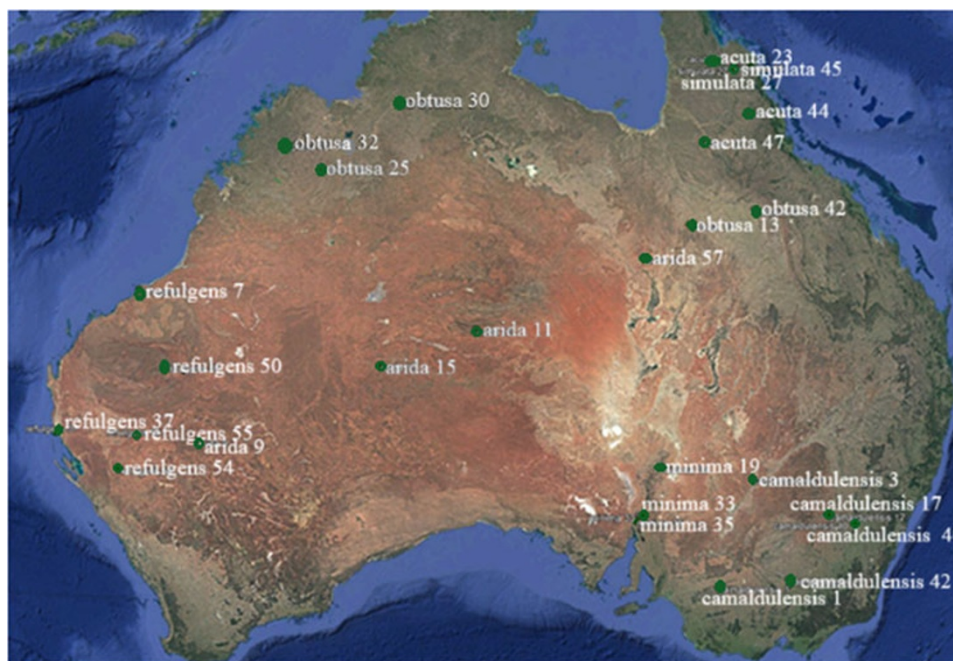 acuta 23
simulata 45
simulata 27
obtusa 30
acuta 44
obtusa 32
acuta 47
obtusa 25
obtusa 42
obtusa 13
arida 57
refulgens 7
arida 11
refulgens 50
arida 15
refulgens 37
refulgens 55
arida 9
refulgens 54
minima 19
camaldulensis 3
minima 33
camaldulensis 17
minima 35
camaldulensis 4
camaldulensis 42
camaldulensis 1